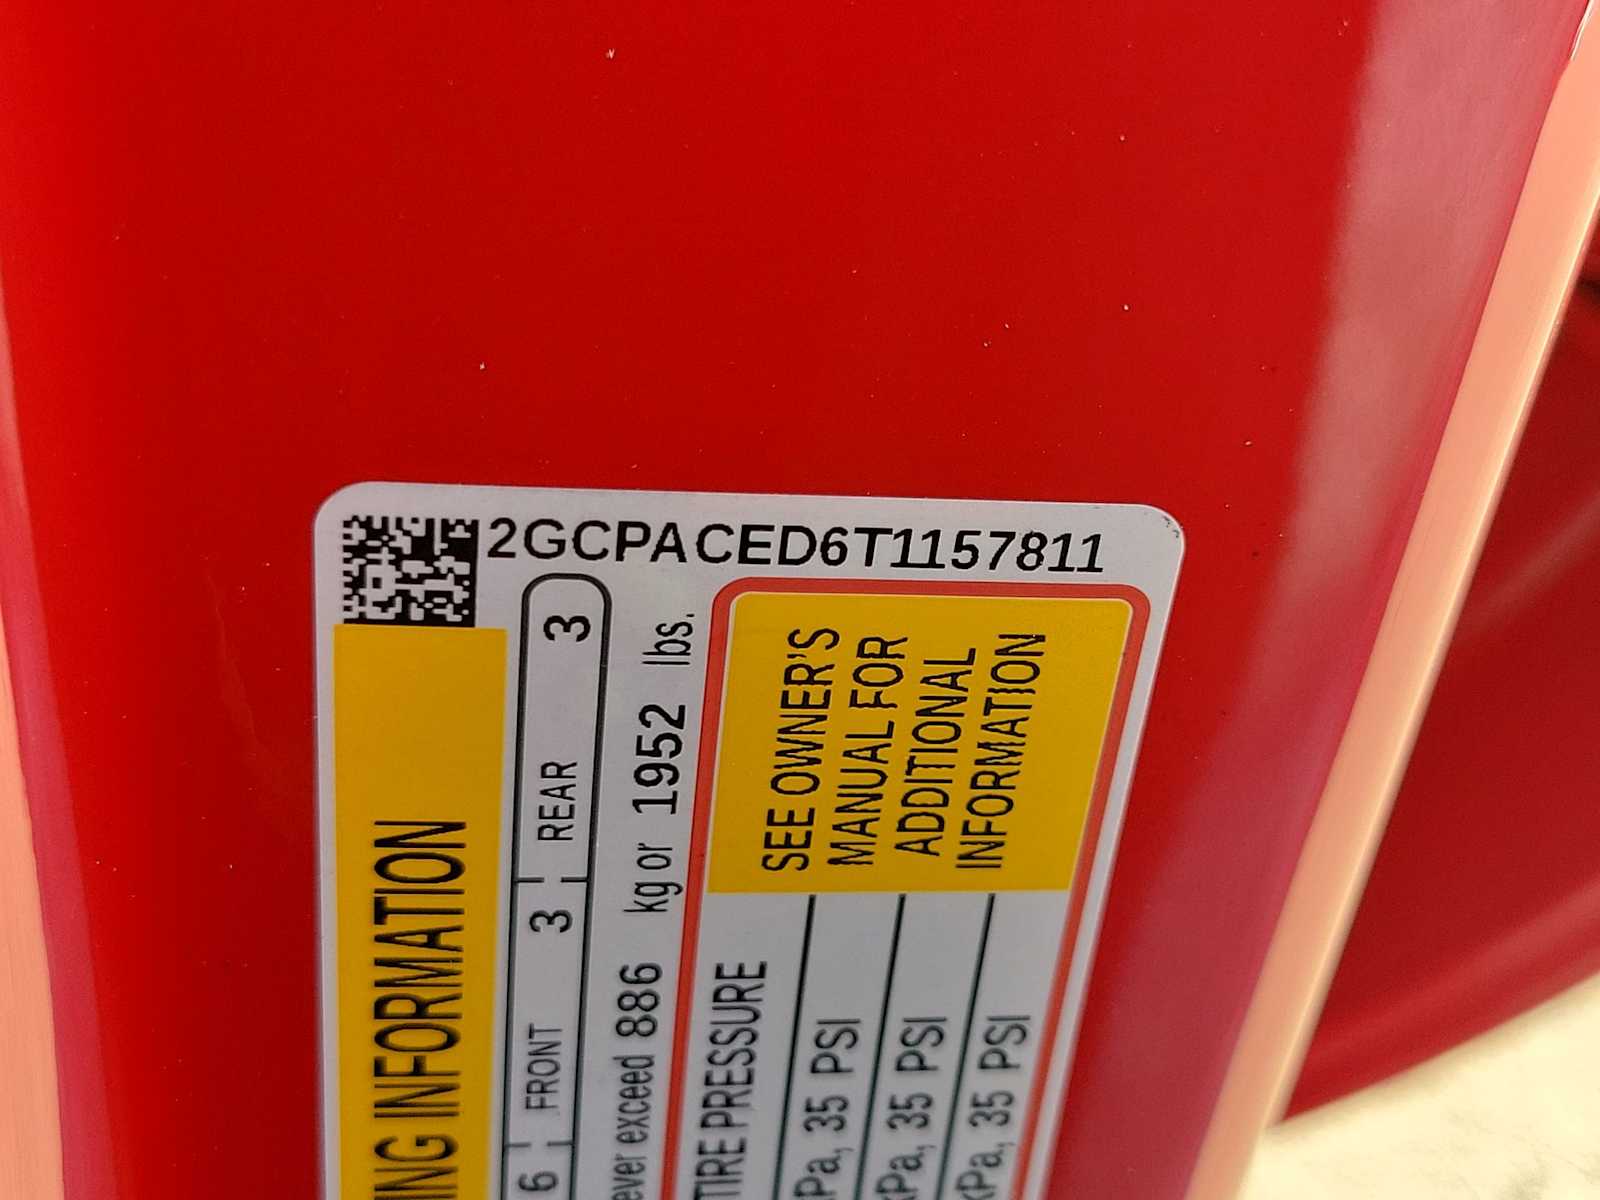 2GCPACED6T1157811
ING INFORMATION
6 FRONT 3 REAR 3
ever exceed 886 kg or 1952 lbs.
TIRE PRESSURE
SEE OWNER'S
MANUAL FOR
ADDITIONAL
INFORMATION
kPa, 35 PSI
kPa, 35 PSI
kPa, 35 PSI